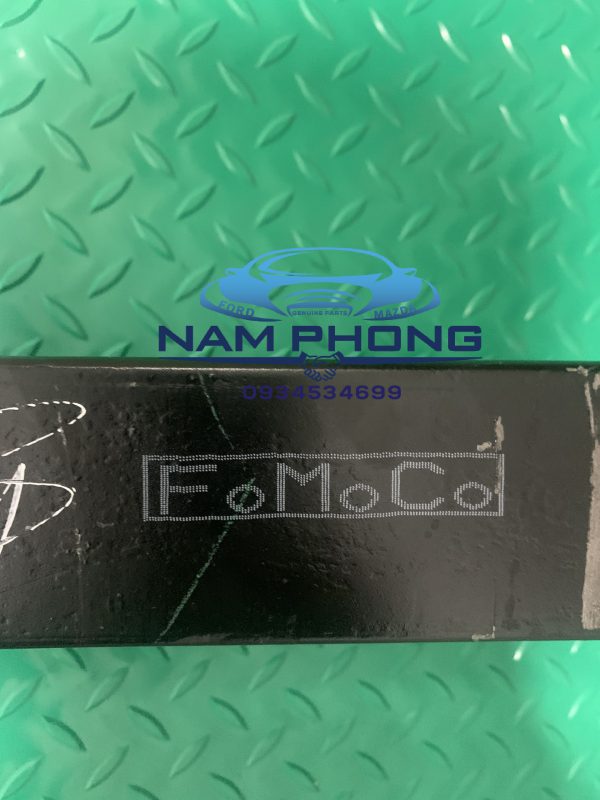 FORD GENUINE PARTS MAZDA
NAM PHONG
0934534699
FoMoCo